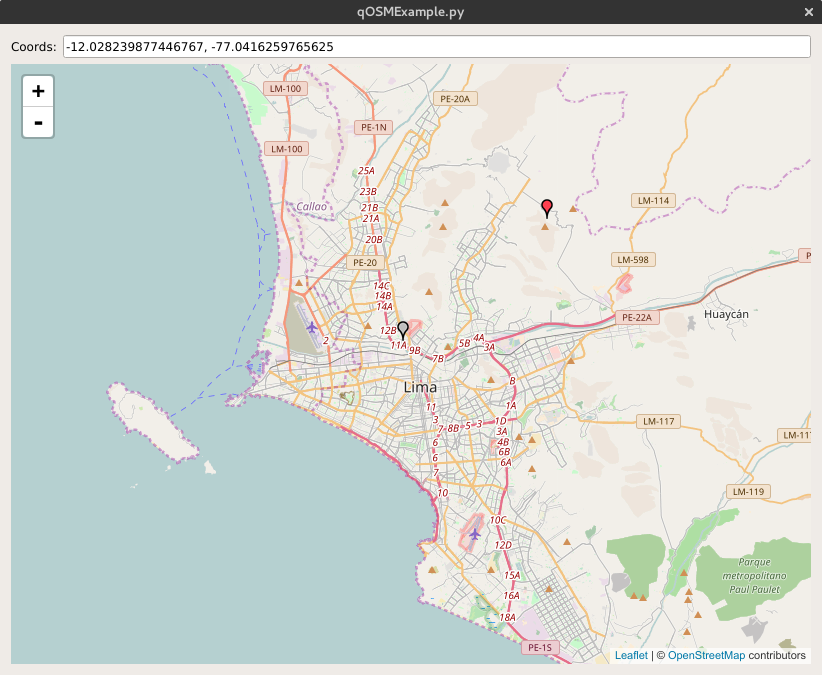 qOSMExample.py
×
Coords: -12.028239877446767, -77.0416259765625
+
-
LM-100
PE-20A
PE-1N
LM-100
25A
23B
21B
21A
20B
Callao
LM-114
PE-20
LM-598
P
14C
14B
14A
Huaycán
PE-22A
12B
11A
9B
7B
5B
4A
3A
2
Lima
B
11
1A
3
7
8B
5
3
1D
3A
4B
6B
6A
6
6
7
LM-117
LM-117
10
LM-119
10C
12D
15A
16A
18A
Parque
metropolitano
Paul Paulet
PE-1S
Leaflet | © OpenStreetMap contributors